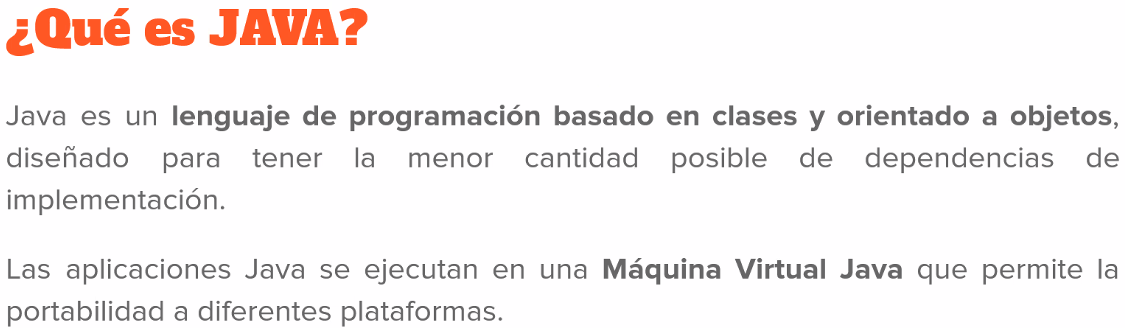 ¿Qué es JAVA?
Java es un lenguaje de programación basado en clases y orientado a objetos,
diseñado para tener la menor cantidad posible de dependencias de
implementación.
Las aplicaciones Java se ejecutan en una Máquina Virtual Java que permite la
portabilidad a diferentes plataformas.